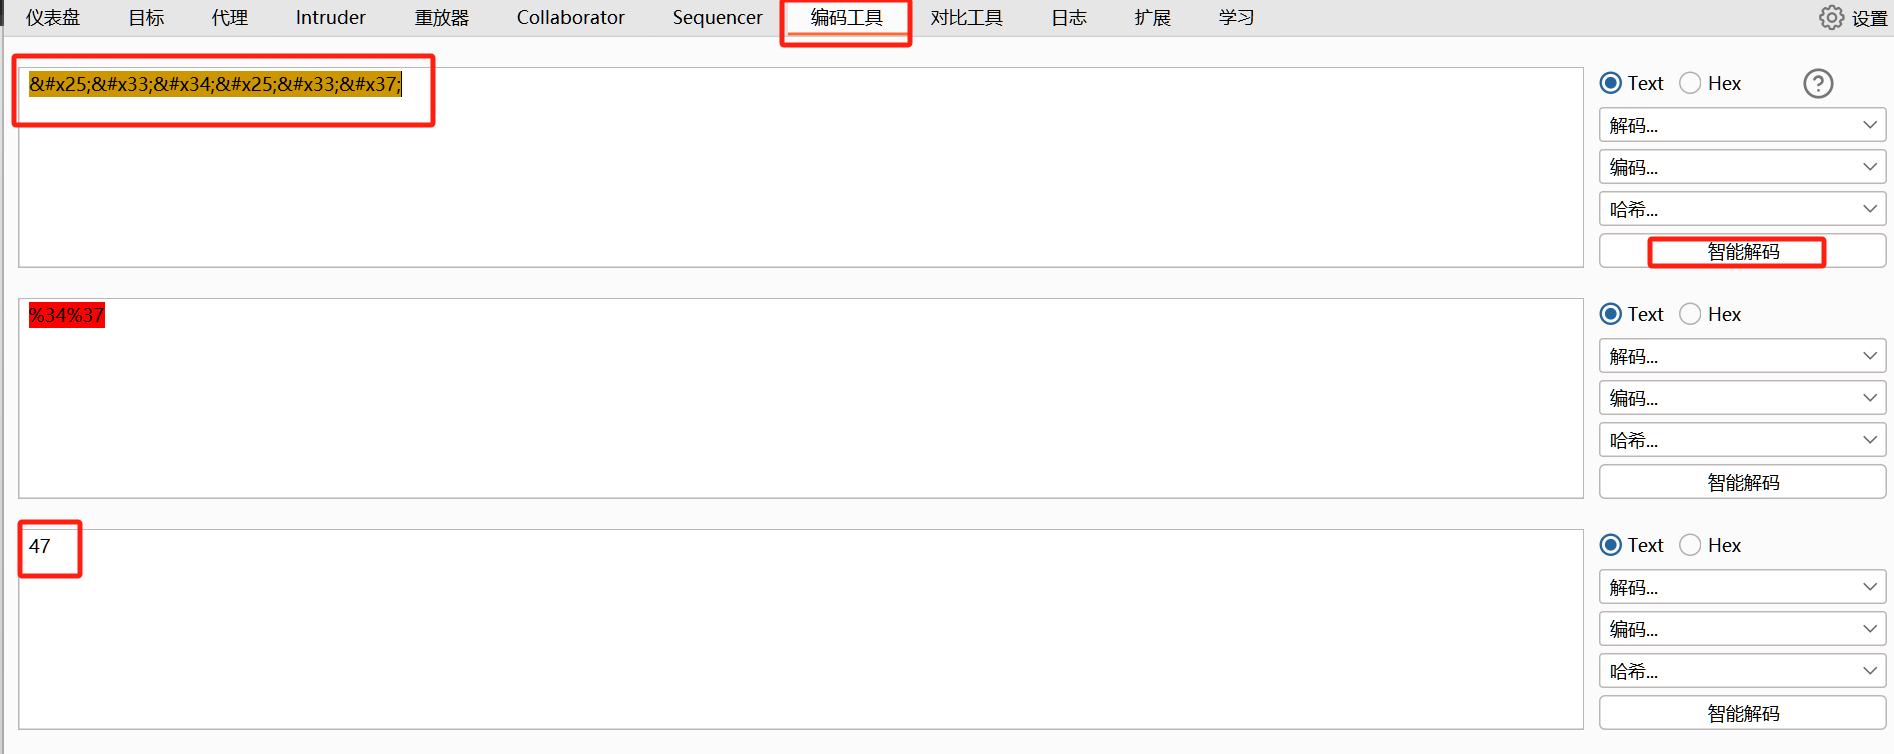 仪表盘 目标 代理 Intruder 重放器 Collaborator Sequencer 编码工具 对比工具 日志 扩展 学习 设置
&#x25;&#x33;&#x34;&#x25;&#x33;&#x37;
Text Hex ?
解码...
编码...
哈希...
智能解码
%34%37
Text Hex
解码...
编码...
哈希...
智能解码
47
Text Hex
解码...
编码...
哈希...
智能解码